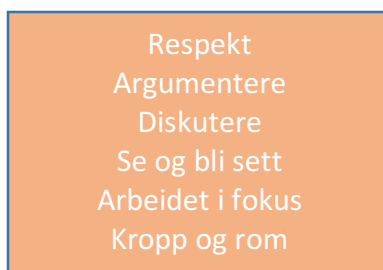 Respekt
Argumentere
Diskutere
Se og bli sett
Arbeidet i fokus
Kropp og rom